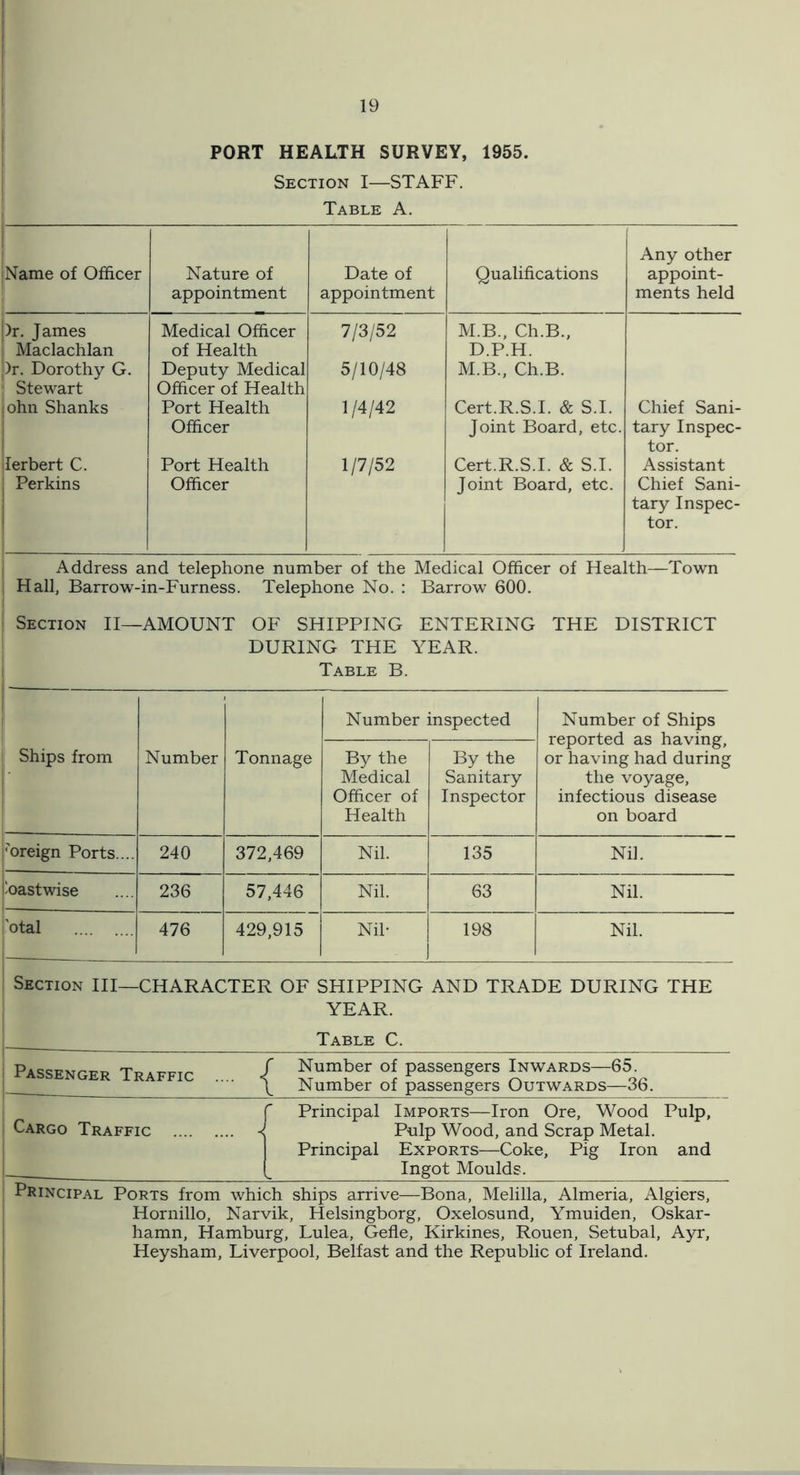 19
PORT HEALTH SURVEY, 1955.
Section I—STAFF.
Table A.
Name of Officer | Nature of appointment | Date of appointment | Qualifications | Any other appoint-ments held
)r. James Maclachlan | Medical Officer of Health | 7/3/52 | M.B., Ch.B., D.P.H.
)r. Dorothy G. Stewart | Deputy Medical Officer of Health | 5/10/48 | M.B., Ch.B.
ohn Shanks | Port Health Officer | 1/4/42 | Cert.R.S.I. & S.I. Joint Board, etc. | Chief Sani-tary Inspec-tor.
Ierbert C. Perkins | Port Health Officer | 1/7/52 | Cert.R.S.I. & S.I. Joint Board, etc. | Assistant Chief Sani-tary Inspec-tor.
Address and telephone number of the Medical Officer of Health—Town
Hall, Barrow-in-Furness. Telephone No. : Barrow 600.
Section II—AMOUNT OF SHIPPING ENTERING THE DISTRICT
DURING THE YEAR.
Table B.
Ships from | Number | Tonnage | Number inspected | By the Medical Officer of Health | By the Sanitary Inspector | Number of Ships reported as having, or having had during the voyage, infectious disease on board
oreign Ports.... | 240 | 372,469 | Nil. | 135 | Nil.
oastwise .... | 236 | 57,446 | Nil. | 63 | Nil.
otal .... .... | 476 | 429,915 | Nil· | 198 | Nil.
Section III—CHARACTER OF SHIPPING AND TRADE DURING THE
YEAR.
Table C.
Passenger Traffic .... { Number of passengers Inwards—65.
Number of passengers Outwards—36.
Cargo Traffic .... .... { Principal Imports—Iron Ore, Wood Pulp,
Pulp Wood, and Scrap Metal.
Principal Exports—Coke, Pig Iron and
Ingot Moulds.
Principal Ports from which ships arrive—Bona, Melilla, Almeria, Algiers,
Hornillo, Narvik, Helsingborg, Oxelosund, Ymuiden, Oskar-
hamn, Hamburg, Lulea, Gefle, Kirkines, Rouen, Setubal, Ayr,
Heysham, Liverpool, Belfast and the Republic of Ireland.